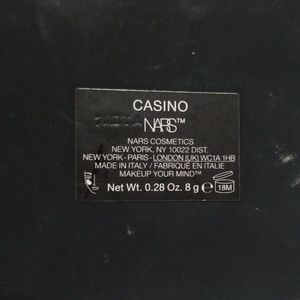 CASINO
NARS™
NARS COSMETICS
NEW YORK, NY 10022 DIST.
NEW YORK - PARIS - LONDON (UK) WC1A 1HB
MADE IN ITALY / FABRIQUÉ EN ITALIE
MAKEUP YOUR MIND™
Net Wt. 0.28 Oz. 8 g ℮ 18M